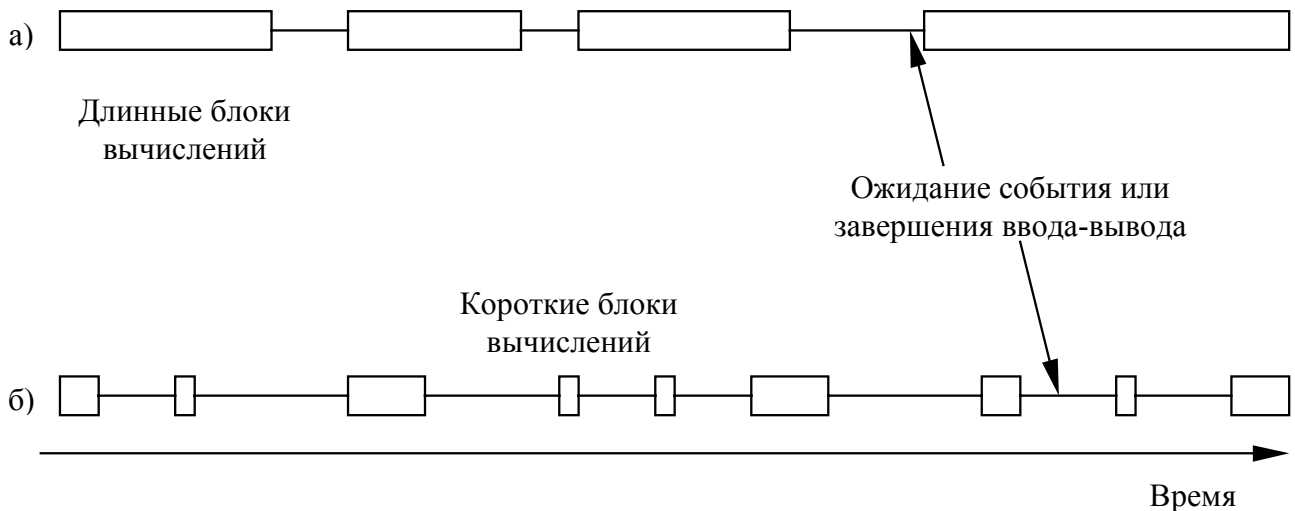 а)
Длинные блоки
вычислений
Ожидание события или
завершения ввода-вывода
Короткие блоки
вычислений
б)
Время